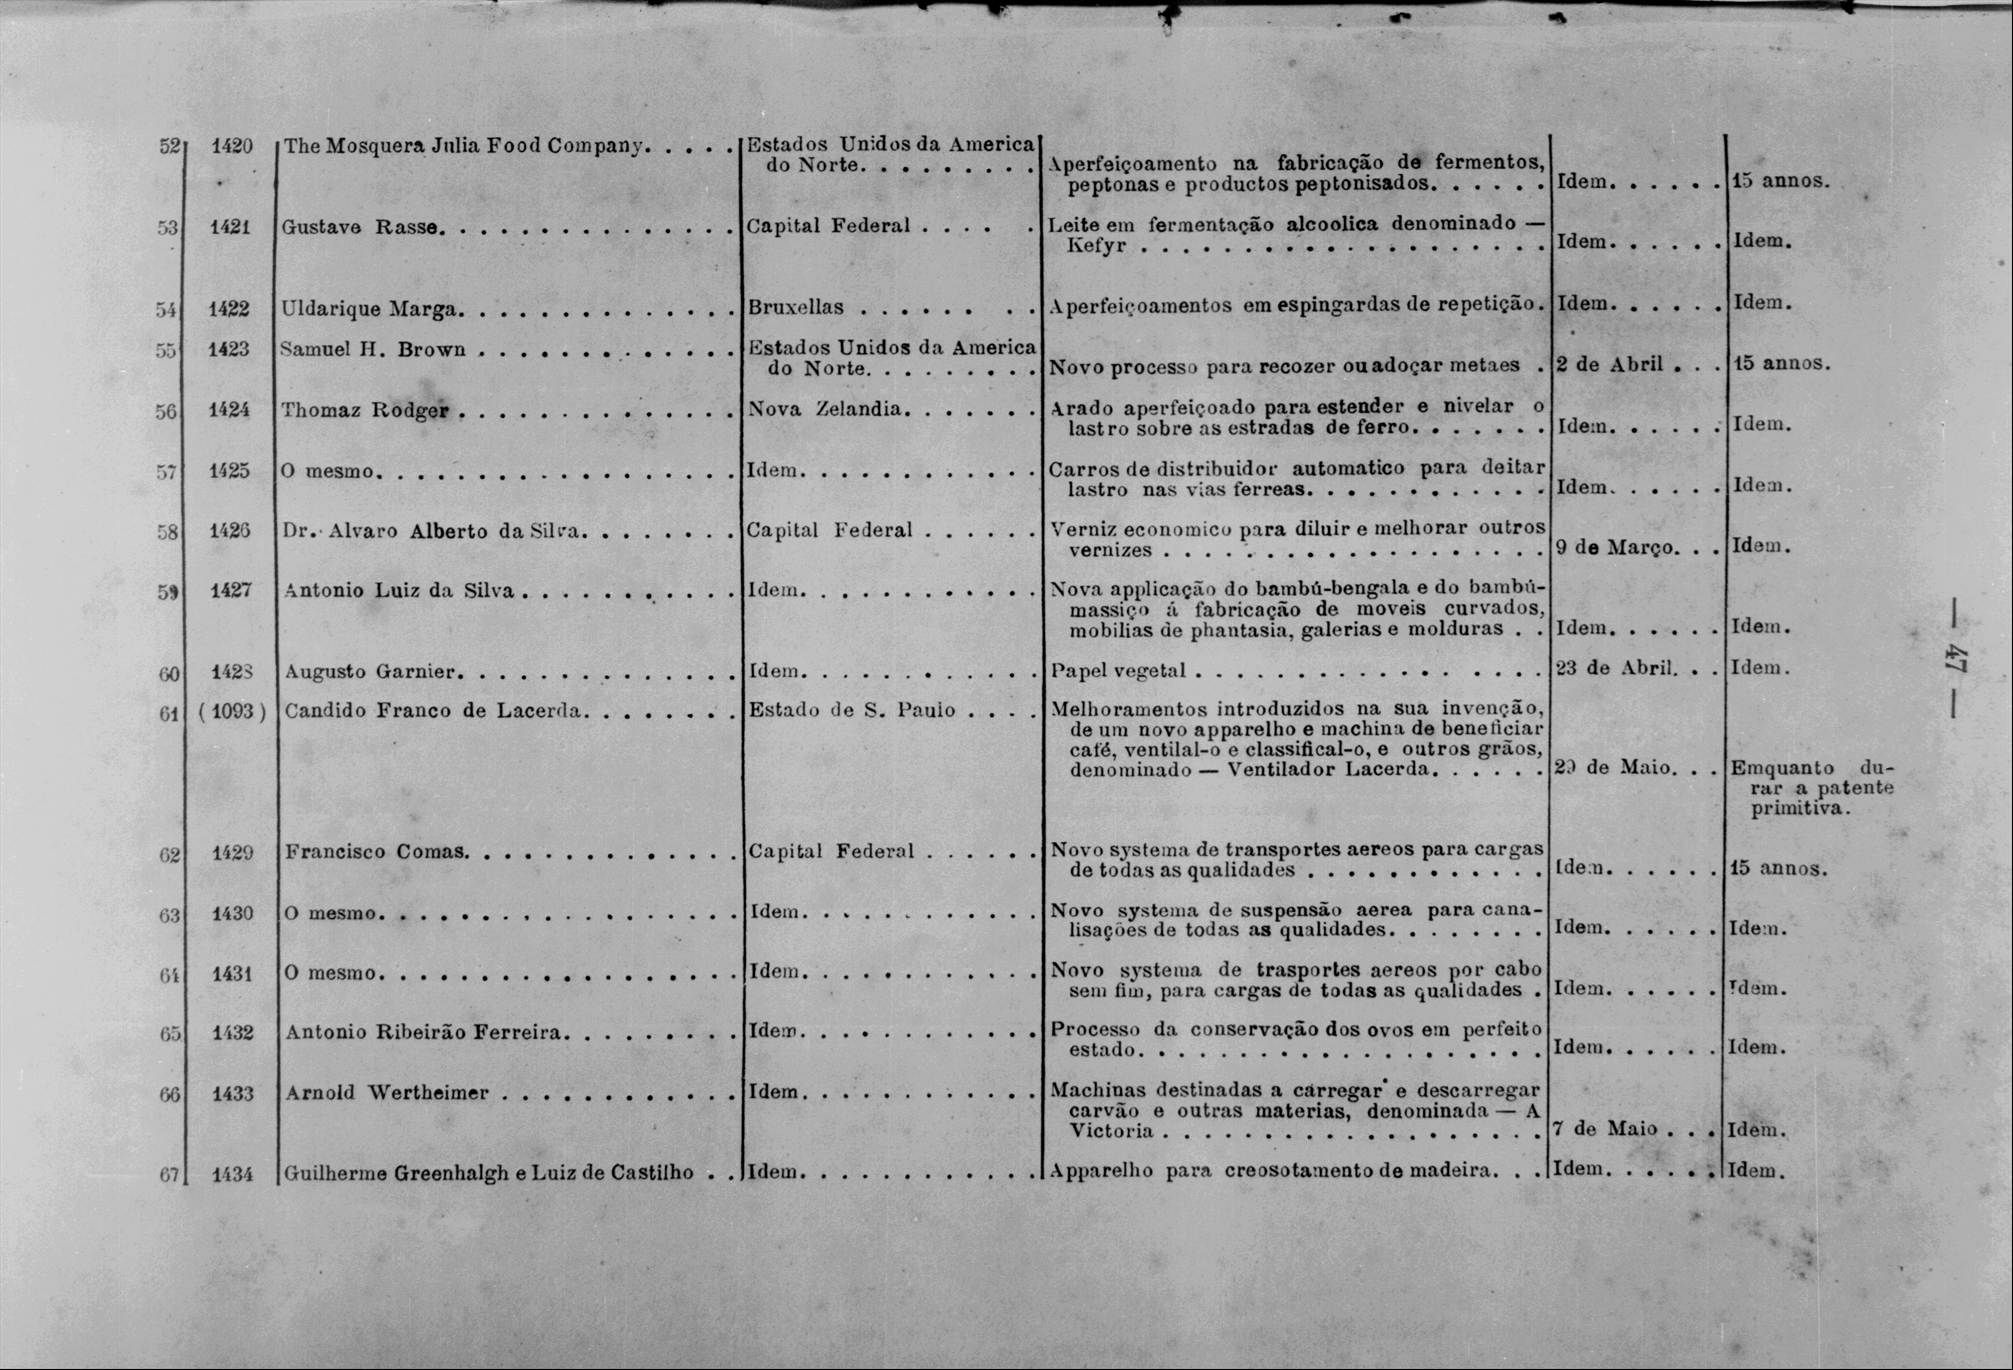 52 1420 The Mosquera Julia Food Company. . . . . Estados Unidos da America
do Norte. . . . . . . . . Aperfeiçoamento na fabricação de fermentos,
peptonas e productos peptonisados. . . . . . Idem. . . . . . 15 annos.
53 1421 Gustave Rasse. . . . . . . . . . . . . . . Capital Federal . . . . . Leite em fermentação alcoolica denominado —
Kefyr . . . . . . . . . . . . . . . . . . . . Idem. . . . . . Idem.
54 1422 Uldarique Marga. . . . . . . . . . . . . . Bruxellas . . . . . . . . Aperfeiçoamentos em espingardas de repetição. Idem. . . . . . Idem.
55 1423 Samuel H. Brown . . . . . . . . . . . . . Estados Unidos da America
do Norte. . . . . . . . . Novo processo para recozer ou adoçar metaes . 2 de Abril . . . 15 annos.
56 1424 Thomaz Rodger . . . . . . . . . . . . . . Nova Zelandia. . . . . . . Arado aperfeiçoado para estender e nivelar o
lastro sobre as estradas de ferro. . . . . . . Idem. . . . . . Idem.
57 1425 O mesmo. . . . . . . . . . . . . . . . . . Idem. . . . . . . . . . . . Carros de distribuidor automatico para deitar
lastro nas vias ferreas. . . . . . . . . . . . Idem. . . . . . Idem.
58 1426 Dr. Alvaro Alberto da Silva. . . . . . . . Capital Federal . . . . . . Verniz economico para diluir e melhorar outros
vernizes . . . . . . . . . . . . . . . . . . . 9 de Março. . . Idem.
59 1427 Antonio Luiz da Silva . . . . . . . . . . . Idem. . . . . . . . . . . . Nova applicação do bambú-bengala e do bambú-
massiço á fabricação de moveis curvados,
mobilias de phantasia, galerias e molduras . . Idem. . . . . . Idem.
60 1428 Augusto Garnier. . . . . . . . . . . . . . Idem. . . . . . . . . . . . Papel vegetal . . . . . . . . . . . . . . . . . 23 de Abril. . . Idem.
61 (1093) Candido Franco de Lacerda. . . . . . . . Estado de S. Paulo . . . . Melhoramentos introduzidos na sua invenção,
de um novo apparelho e machina de beneficiar
café, ventilal-o e classifical-o, e outros grãos,
denominado — Ventilador Lacerda. . . . . . 29 de Maio. . . Emquanto du-
rar a patente
primitiva.
62 1429 Francisco Comas. . . . . . . . . . . . . . Capital Federal . . . . . . Novo systema de transportes aereos para cargas
de todas as qualidades . . . . . . . . . . . . Idem. . . . . . 15 annos.
63 1430 O mesmo. . . . . . . . . . . . . . . . . . Idem. . . . . . . . . . . . Novo systema de suspensão aerea para cana-
lisações de todas as qualidades. . . . . . . . Idem. . . . . . Idem.
64 1431 O mesmo. . . . . . . . . . . . . . . . . . Idem. . . . . . . . . . . . Novo systema de trasportes aereos por cabo
sem fim, para cargas de todas as qualidades . Idem. . . . . . Idem.
65 1432 Antonio Ribeirão Ferreira. . . . . . . . . Idem. . . . . . . . . . . . Processo da conservação dos ovos em perfeito
estado. . . . . . . . . . . . . . . . . . . . Idem. . . . . . Idem.
66 1433 Arnold Wertheimer . . . . . . . . . . . . Idem. . . . . . . . . . . . Machinas destinadas a carregar e descarregar
carvão e outras materias, denominada — A
Victoria . . . . . . . . . . . . . . . . . . . 7 de Maio . . . Idem.
67 1434 Guilherme Greenhalgh e Luiz de Castilho . . Idem. . . . . . . . . . . . Apparelho para creosotamento de madeira. . . Idem. . . . . . Idem.
— 47 —